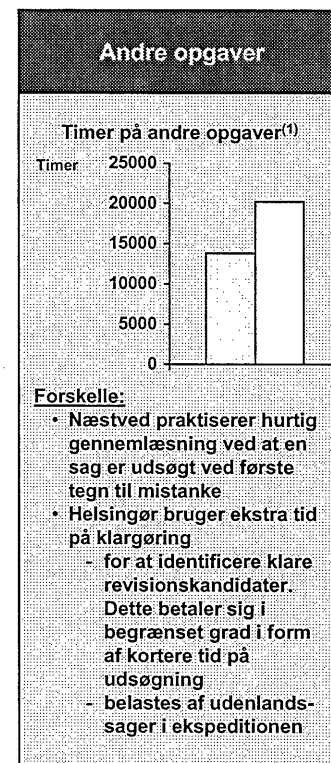 Andre opgaver
Timer på andre opgaver(1)
Timer
25000
20000
15000
10000
5000
0
Forskelle:
• Næstved praktiserer hurtig
gennemlæsning ved at en
sag er udsøgt ved første
tegn til mistanke
• Helsingør bruger ekstra tid
på klargøring
- for at identificere klare
revisionskandidater.
Dette betaler sig i
begrænset grad i form
af kortere tid på
udsøgning
- belastes af udenlands-
sager i ekspeditionen